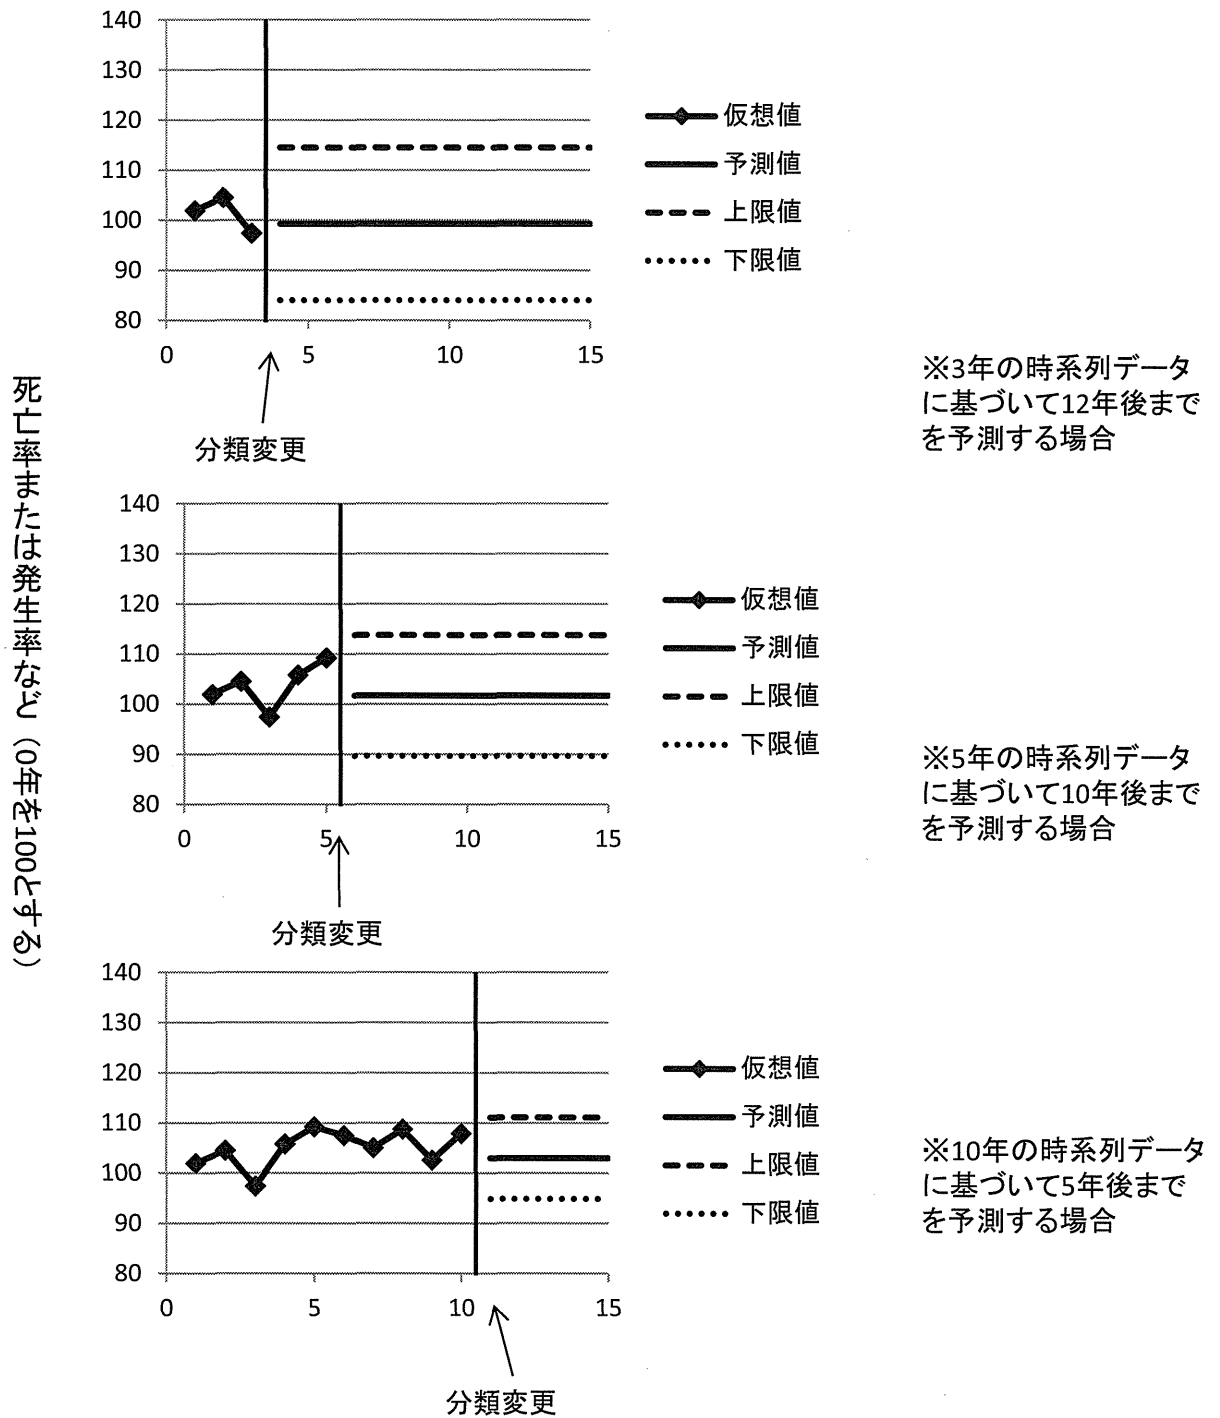 死亡率または発生率など（0年を100とする）
140
130
120
110
100
90
80
0
5
10
15
仮想値
予測値
上限値
下限値
分類変更
※3年の時系列データ
に基づいて12年後まで
を予測する場合
140
130
120
110
100
90
80
0
5
10
15
仮想値
予測値
上限値
下限値
分類変更
※5年の時系列データ
に基づいて10年後まで
を予測する場合
140
130
120
110
100
90
80
0
5
10
15
仮想値
予測値
上限値
下限値
分類変更
※10年の時系列データ
に基づいて5年後まで
を予測する場合